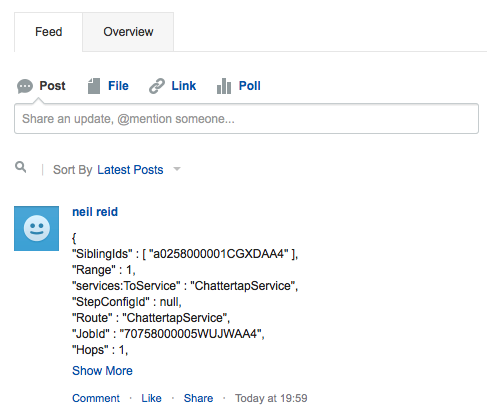 Feed Overview
Post File Link Poll
Share an update, @mention someone...
| Sort By Latest Posts
neil reid
{
"SiblingIds" : [ "a0258000001CGXDAA4" ],
"Range" : 1,
"services:ToService" : "ChattertapService",
"StepConfigId" : null,
"Route" : "ChattertapService",
"JobId" : "70758000005WUJWAA4",
"Hops" : 1,
Show More
Comment · Like · Share · Today at 19:59